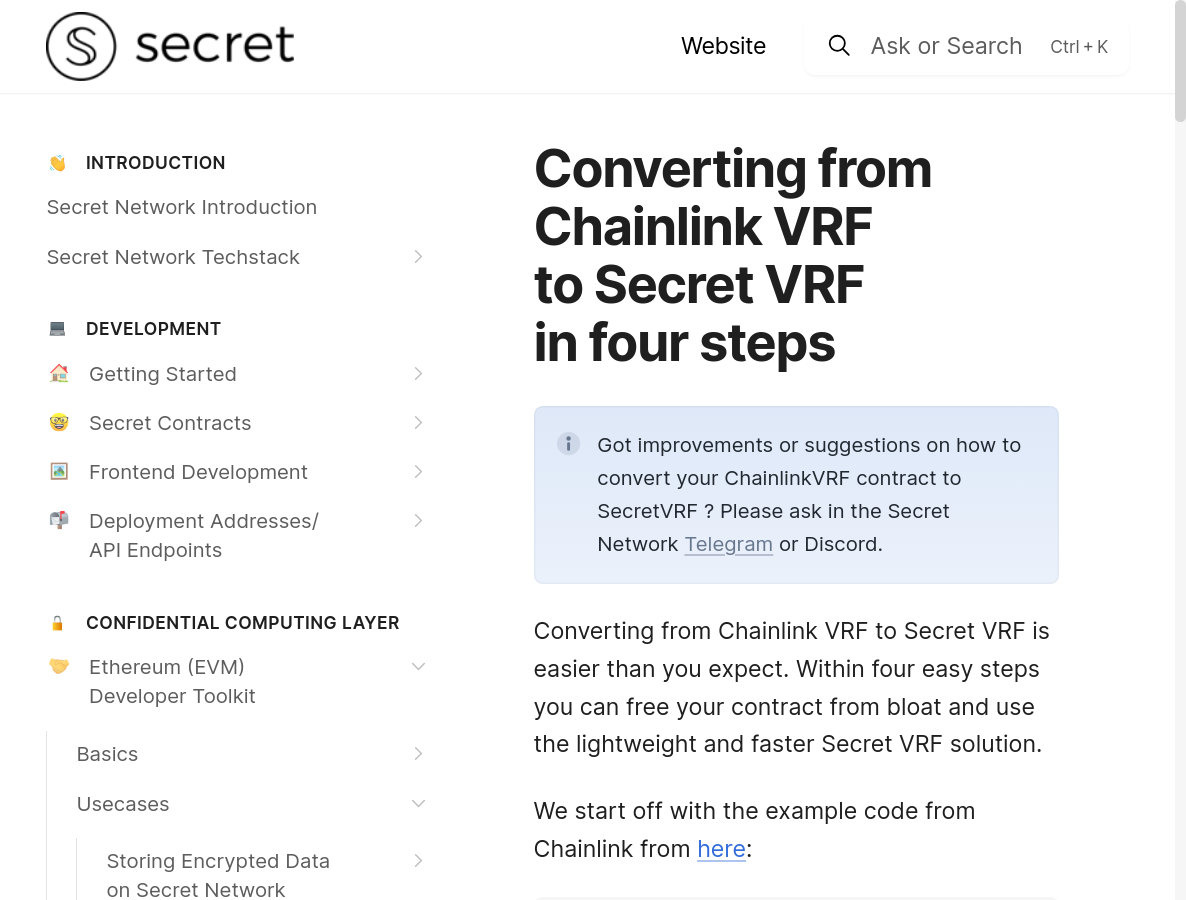 secret
Website
Ask or Search Ctrl + K
INTRODUCTION
Secret Network Introduction
Secret Network Techstack
DEVELOPMENT
Getting Started
Secret Contracts
Frontend Development
Deployment Addresses/
API Endpoints
CONFIDENTIAL COMPUTING LAYER
Ethereum (EVM)
Developer Toolkit
Basics
Usecases
Storing Encrypted Data
on Secret Network
Converting from
Chainlink VRF
to Secret VRF
in four steps
Got improvements or suggestions on how to
convert your ChainlinkVRF contract to
SecretVRF ? Please ask in the Secret
Network Telegram or Discord.
Converting from Chainlink VRF to Secret VRF is
easier than you expect. Within four easy steps
you can free your contract from bloat and use
the lightweight and faster Secret VRF solution.
We start off with the example code from
Chainlink from here: